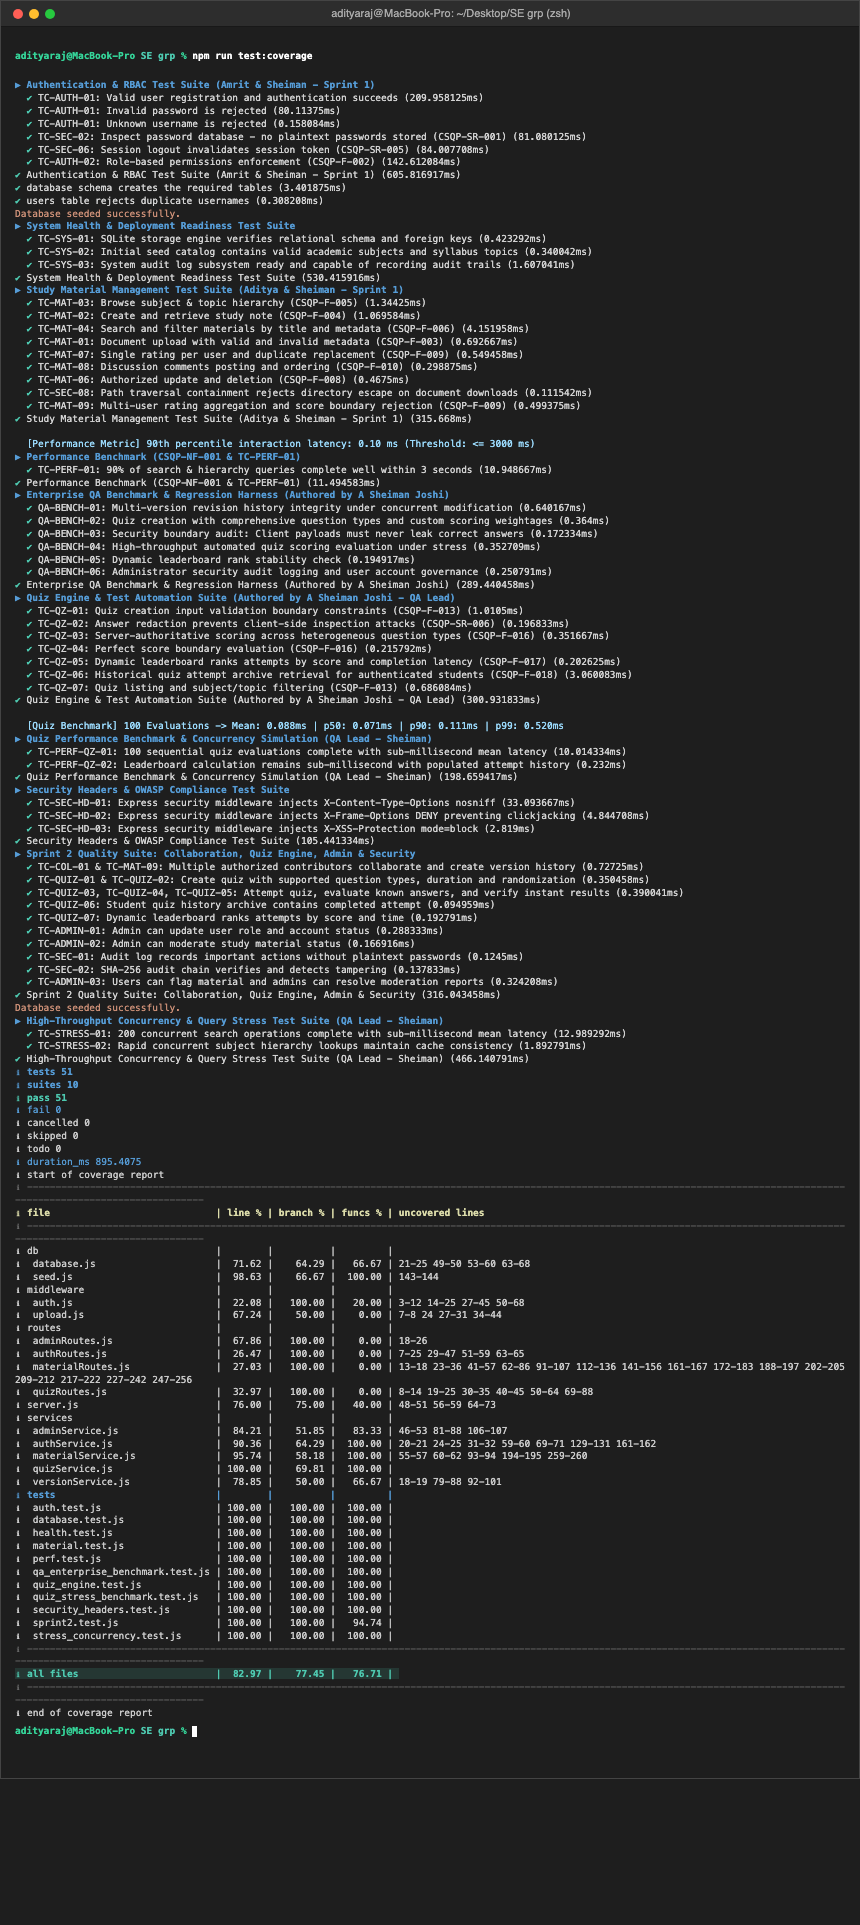 adityaraj@MacBook-Pro: ~/Desktop/SE grp (zsh)
adityaraj@MacBook-Pro SE grp % npm run test:coverage
▶ Authentication & RBAC Test Suite (Amrit & Sheiman - Sprint 1)
✔ TC-AUTH-01: Valid user registration and authentication succeeds (209.958125ms)
✔ TC-AUTH-01: Invalid password is rejected (80.11375ms)
✔ TC-AUTH-01: Unknown username is rejected (0.158084ms)
✔ TC-SEC-02: Inspect password database - no plaintext passwords stored (CSQP-SR-001) (81.080125ms)
✔ TC-SEC-06: Session logout invalidates session token (CSQP-SR-005) (84.007708ms)
✔ TC-AUTH-02: Role-based permissions enforcement (CSQP-F-002) (142.612084ms)
✔ Authentication & RBAC Test Suite (Amrit & Sheiman - Sprint 1) (605.816917ms)
✔ database schema creates the required tables (3.401875ms)
✔ users table rejects duplicate usernames (0.308208ms)
Database seeded successfully.
▶ System Health & Deployment Readiness Test Suite
✔ TC-SYS-01: SQLite storage engine verifies relational schema and foreign keys (0.423292ms)
✔ TC-SYS-02: Initial seed catalog contains valid academic subjects and syllabus topics (0.340042ms)
✔ TC-SYS-03: System audit log subsystem ready and capable of recording audit trails (1.607041ms)
✔ System Health & Deployment Readiness Test Suite (530.415916ms)
▶ Study Material Management Test Suite (Aditya & Sheiman - Sprint 1)
✔ TC-MAT-03: Browse subject & topic hierarchy (CSQP-F-005) (1.34425ms)
✔ TC-MAT-02: Create and retrieve study note (CSQP-F-004) (1.069584ms)
✔ TC-MAT-04: Search and filter materials by title and metadata (CSQP-F-006) (4.151958ms)
✔ TC-MAT-01: Document upload with valid and invalid metadata (CSQP-F-003) (0.692667ms)
✔ TC-MAT-07: Single rating per user and duplicate replacement (CSQP-F-009) (0.549458ms)
✔ TC-MAT-08: Discussion comments posting and ordering (CSQP-F-010) (0.298875ms)
✔ TC-MAT-06: Authorized update and deletion (CSQP-F-008) (0.4675ms)
✔ TC-SEC-08: Path traversal containment rejects directory escape on document downloads (0.111542ms)
✔ TC-MAT-09: Multi-user rating aggregation and score boundary rejection (CSQP-F-009) (0.499375ms)
✔ Study Material Management Test Suite (Aditya & Sheiman - Sprint 1) (315.668ms)
[Performance Metric] 90th percentile interaction latency: 0.10 ms (Threshold: <= 3000 ms)
▶ Performance Benchmark (CSQP-NF-001 & TC-PERF-01)
✔ TC-PERF-01: 90% of search & hierarchy queries complete well within 3 seconds (10.948667ms)
✔ Performance Benchmark (CSQP-NF-001 & TC-PERF-01) (11.494583ms)
▶ Enterprise QA Benchmark & Regression Harness (Authored by A Sheiman Joshi)
✔ QA-BENCH-01: Multi-version revision history integrity under concurrent modification (0.640167ms)
✔ QA-BENCH-02: Quiz creation with comprehensive question types and custom scoring weightages (0.364ms)
✔ QA-BENCH-03: Security boundary audit: Client payloads must never leak correct answers (0.172334ms)
✔ QA-BENCH-04: High-throughput automated quiz scoring evaluation under stress (0.352709ms)
✔ QA-BENCH-05: Dynamic leaderboard rank stability check (0.194917ms)
✔ QA-BENCH-06: Administrator security audit logging and user account governance (0.250791ms)
✔ Enterprise QA Benchmark & Regression Harness (Authored by A Sheiman Joshi) (289.440458ms)
▶ Quiz Engine & Test Automation Suite (Authored by A Sheiman Joshi - QA Lead)
✔ TC-QZ-01: Quiz creation input validation boundary constraints (CSQP-F-013) (1.0105ms)
✔ TC-QZ-02: Answer redaction prevents client-side inspection attacks (CSQP-SR-006) (0.196833ms)
✔ TC-QZ-03: Server-authoritative scoring across heterogeneous question types (CSQP-F-016) (0.351667ms)
✔ TC-QZ-04: Perfect score boundary evaluation (CSQP-F-016) (0.215792ms)
✔ TC-QZ-05: Dynamic leaderboard ranks attempts by score and completion latency (CSQP-F-017) (0.202625ms)
✔ TC-QZ-06: Historical quiz attempt archive retrieval for authenticated students (CSQP-F-018) (3.060083ms)
✔ TC-QZ-07: Quiz listing and subject/topic filtering (CSQP-F-013) (0.686084ms)
✔ Quiz Engine & Test Automation Suite (Authored by A Sheiman Joshi - QA Lead) (300.931833ms)
[Quiz Benchmark] 100 Evaluations -> Mean: 0.088ms | p50: 0.071ms | p90: 0.111ms | p99: 0.520ms
▶ Quiz Performance Benchmark & Concurrency Simulation (QA Lead - Sheiman)
✔ TC-PERF-QZ-01: 100 sequential quiz evaluations complete with sub-millisecond mean latency (10.014334ms)
✔ TC-PERF-QZ-02: Leaderboard calculation remains sub-millisecond with populated attempt history (0.232ms)
✔ Quiz Performance Benchmark & Concurrency Simulation (QA Lead - Sheiman) (198.659417ms)
▶ Security Headers & OWASP Compliance Test Suite
✔ TC-SEC-HD-01: Express security middleware injects X-Content-Type-Options nosniff (33.093667ms)
✔ TC-SEC-HD-02: Express security middleware injects X-Frame-Options DENY preventing clickjacking (4.844708ms)
✔ TC-SEC-HD-03: Express security middleware injects X-XSS-Protection mode=block (2.819ms)
✔ Security Headers & OWASP Compliance Test Suite (105.441334ms)
▶ Sprint 2 Quality Suite: Collaboration, Quiz Engine, Admin & Security
✔ TC-COL-01 & TC-MAT-09: Multiple authorized contributors collaborate and create version history (0.72725ms)
✔ TC-QUIZ-01 & TC-QUIZ-02: Create quiz with supported question types, duration and randomization (0.350458ms)
✔ TC-QUIZ-03, TC-QUIZ-04, TC-QUIZ-05: Attempt quiz, evaluate known answers, and verify instant results (0.390041ms)
✔ TC-QUIZ-06: Student quiz history archive contains completed attempt (0.094959ms)
✔ TC-QUIZ-07: Dynamic leaderboard ranks attempts by score and time (0.192791ms)
✔ TC-ADMIN-01: Admin can update user role and account status (0.288333ms)
✔ TC-ADMIN-02: Admin can moderate study material status (0.166916ms)
✔ TC-SEC-01: Audit log records important actions without plaintext passwords (0.1245ms)
✔ TC-SEC-02: SHA-256 audit chain verifies and detects tampering (0.137833ms)
✔ TC-ADMIN-03: Users can flag material and admins can resolve moderation reports (0.324208ms)
✔ Sprint 2 Quality Suite: Collaboration, Quiz Engine, Admin & Security (316.043458ms)
Database seeded successfully.
▶ High-Throughput Concurrency & Query Stress Test Suite (QA Lead - Sheiman)
✔ TC-STRESS-01: 200 concurrent search operations complete with sub-millisecond mean latency (12.989292ms)
✔ TC-STRESS-02: Rapid concurrent subject hierarchy lookups maintain cache consistency (1.892791ms)
✔ High-Throughput Concurrency & Query Stress Test Suite (QA Lead - Sheiman) (466.140791ms)
ℹ tests 51
ℹ suites 10
ℹ pass 51
ℹ fail 0
ℹ cancelled 0
ℹ skipped 0
ℹ todo 0
ℹ duration_ms 895.4075
ℹ start of coverage report
ℹ file | line % | branch % | funcs % | uncovered lines
ℹ db | | | |
ℹ database.js | 71.62 | 64.29 | 66.67 | 21-25 49-50 53-60 63-68
ℹ seed.js | 98.63 | 66.67 | 100.00 | 143-144
ℹ middleware | | | |
ℹ auth.js | 22.08 | 100.00 | 20.00 | 3-12 14-25 27-45 50-68
ℹ upload.js | 67.24 | 50.00 | 0.00 | 7-8 24 27-31 34-44
ℹ routes | | | |
ℹ adminRoutes.js | 67.86 | 100.00 | 0.00 | 18-26
ℹ authRoutes.js | 26.47 | 100.00 | 0.00 | 7-25 29-47 51-59 63-65
ℹ materialRoutes.js | 27.03 | 100.00 | 0.00 | 13-18 23-36 41-57 62-86 91-107 112-136 141-156 161-167 172-183 188-197 202-205
209-212 217-222 227-242 247-256
ℹ quizRoutes.js | 32.97 | 100.00 | 0.00 | 8-14 19-25 30-35 40-45 50-64 69-88
ℹ server.js | 76.00 | 75.00 | 40.00 | 48-51 56-59 64-73
ℹ services | | | |
ℹ adminService.js | 84.21 | 51.85 | 83.33 | 46-53 81-88 106-107
ℹ authService.js | 90.36 | 64.29 | 100.00 | 20-21 24-25 31-32 59-60 69-71 129-131 161-162
ℹ materialService.js | 95.74 | 58.18 | 100.00 | 55-57 60-62 93-94 194-195 259-260
ℹ quizService.js | 100.00 | 69.81 | 100.00 |
ℹ versionService.js | 78.85 | 50.00 | 66.67 | 18-19 79-88 92-101
ℹ tests | | | |
ℹ auth.test.js | 100.00 | 100.00 | 100.00 |
ℹ database.test.js | 100.00 | 100.00 | 100.00 |
ℹ health.test.js | 100.00 | 100.00 | 100.00 |
ℹ material.test.js | 100.00 | 100.00 | 100.00 |
ℹ perf.test.js | 100.00 | 100.00 | 100.00 |
ℹ qa_enterprise_benchmark.test.js | 100.00 | 100.00 | 100.00 |
ℹ quiz_engine.test.js | 100.00 | 100.00 | 100.00 |
ℹ quiz_stress_benchmark.test.js | 100.00 | 100.00 | 100.00 |
ℹ security_headers.test.js | 100.00 | 100.00 | 100.00 |
ℹ sprint2.test.js | 100.00 | 100.00 | 94.74 |
ℹ stress_concurrency.test.js | 100.00 | 100.00 | 100.00 |
ℹ all files | 82.97 | 77.45 | 76.71 |
ℹ end of coverage report
adityaraj@MacBook-Pro SE grp %